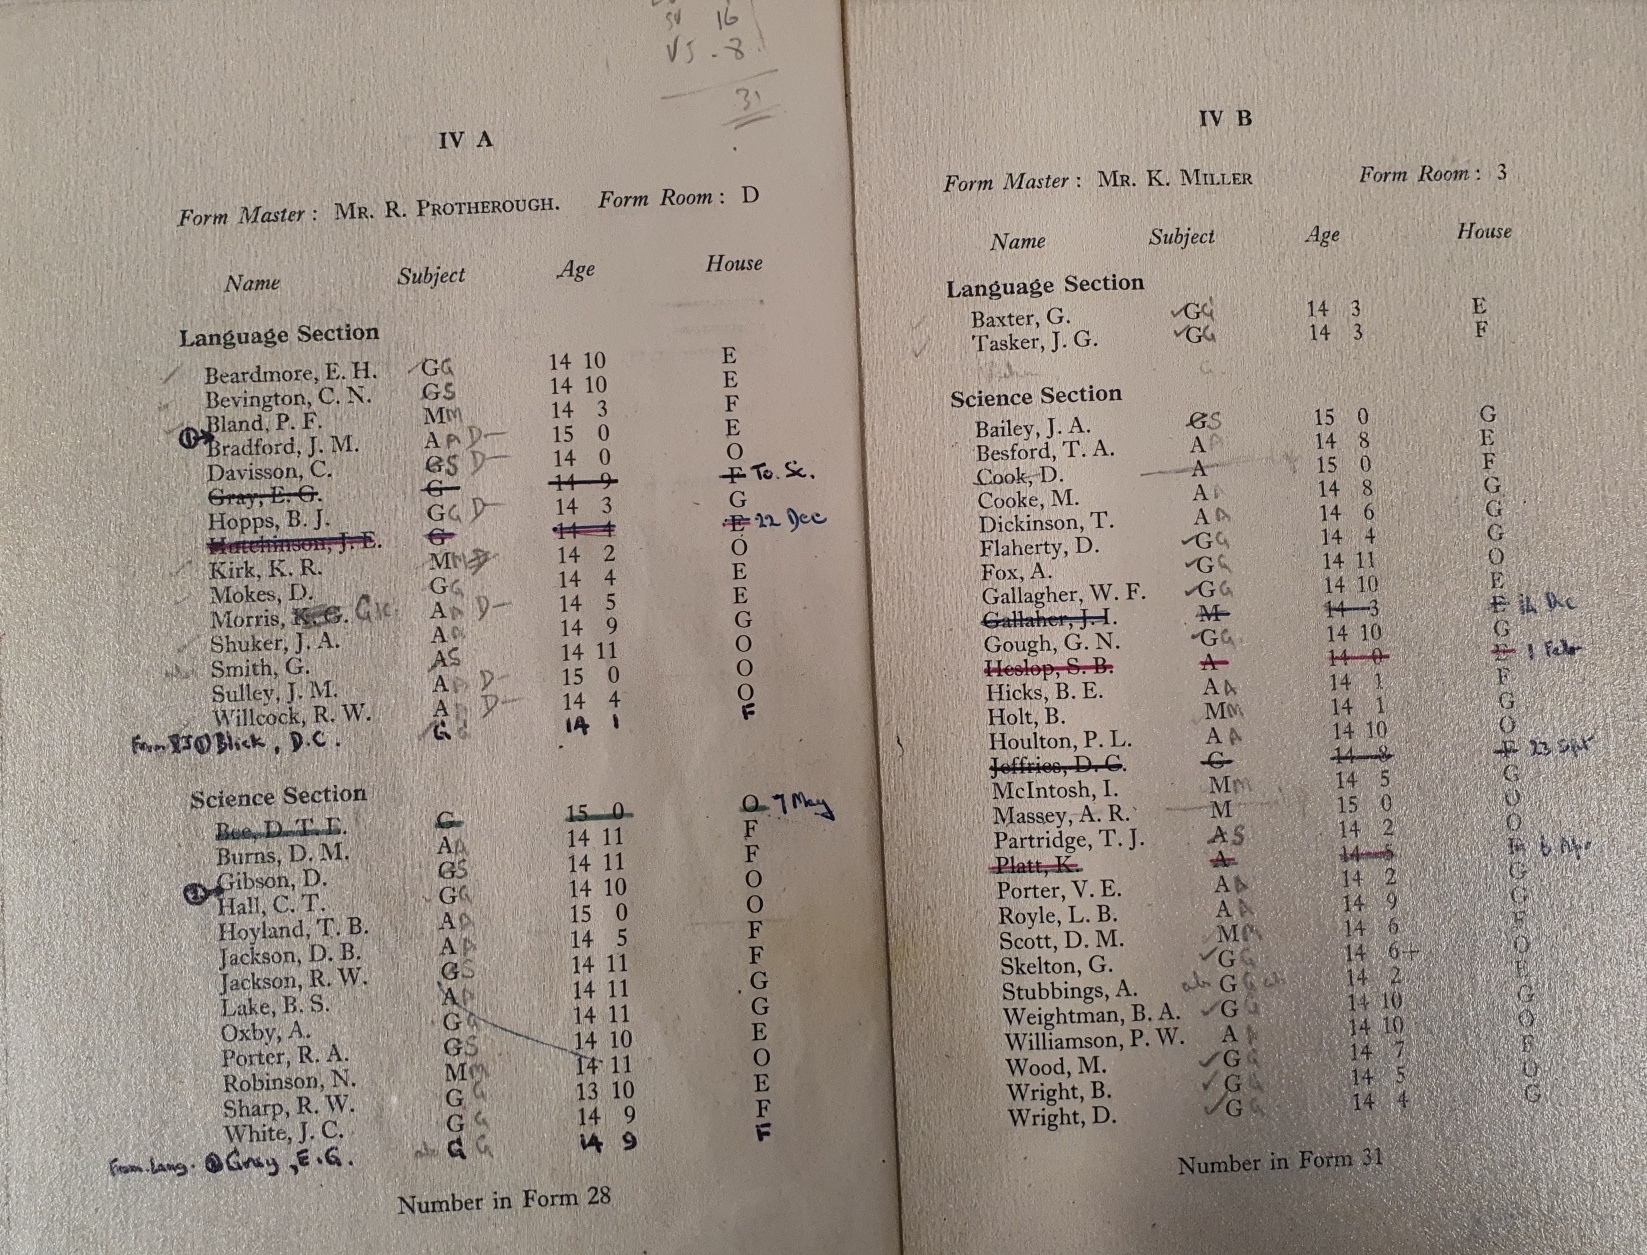 16
VS - 8
31
IV A
Form Master : MR. R. PROTHEROUGH. Form Room : D
Name Subject Age House
Language Section
Beardmore, E. H. GG 14 10 E
Bevington, C. N. GS 14 10 E
Bland, P. F. Mm 14 3 F
① Bradford, J. M. AA D- 15 0 E
Davisson, C. GS D- 14 0 O
Gray, E. G. G 14 9 F To Sc.
Hopps, B. J. GG D- 14 3 G
Hutchinson, J. E. G 14 4 E 22 Dec
Kirk, K. R. Mm 14 2 O
Mokes, D. GG 14 4 E
Morris, K. G. AA D- 14 5 E
Shuker, J. A. AA 14 9 G
Smith, G. AS 14 11 O
Sulley, J. M. AA D- 15 0 O
Willcock, R. W. AA D- 14 4 O
From ① Blick, D.C. G 14 1 F
Science Section
Bee, D. T. E. G 15 0 O 7 May
Burns, D. M. AA 14 11 F
Gibson, D. GS 14 11 F
② Hall, C. T. GG 14 10 O
Hoyland, T. B. AA 15 0 O
Jackson, D. B. AA 14 5 F
Jackson, R. W. GS 14 11 F
Lake, B. S. AA 14 11 G
Oxby, A. GG 14 11 G
Porter, R. A. GS 14 10 E
Robinson, N. Mm 14 11 O
Sharp, R. W. GG 13 10 E
White, J. C. GG 14 9 F
From Lang. ② Gray, E.G. ab G G 14 9 F
Number in Form 28
IV B
Form Master : MR. K. MILLER Form Room : 3
Name Subject Age House
Language Section
Baxter, G. GG 14 3 E
Tasker, J. G. GG 14 3 F
Science Section
Bailey, J. A. GS 15 0 G
Besford, T. A. AA 14 8 E
Cook, D. A 15 0 F
Cooke, M. AA 14 8 G
Dickinson, T. AA 14 6 G
Flaherty, D. GG 14 4 G
Fox, A. GG 14 11 O
Gallagher, W. F. GG 14 10 E
Gallaher, J. I. M 14 3 E 14 Dec
Gough, G. N. GG 14 10 G
Heslop, S. B. A 14 0 E 1 Febr
Hicks, B. E. AA 14 1 F
Holt, B. Mm 14 1 G
Houlton, P. L. AA 14 10 O
Jeffries, D. G. G 14 8 F 23 Sept
McIntosh, I. Mm 14 5 G
Massey, A. R. M 15 0 O
Partridge, T. J. AS 14 2 O
Platt, K. A 14 5 6 Apr
Porter, V. E. AA 14 2 G
Royle, L. B. AA 14 9 G
Scott, D. M. Mm 14 6 F
Skelton, G. GG 14 6+ O
Stubbings, A. ab GG ab 14 2 F
Weightman, B. A. GG 14 10 G
Williamson, P. W. AA 14 10 O
Wood, M. GG 14 7 F
Wright, B. GG 14 5 O
Wright, D. GG 14 4 G
Number in Form 31